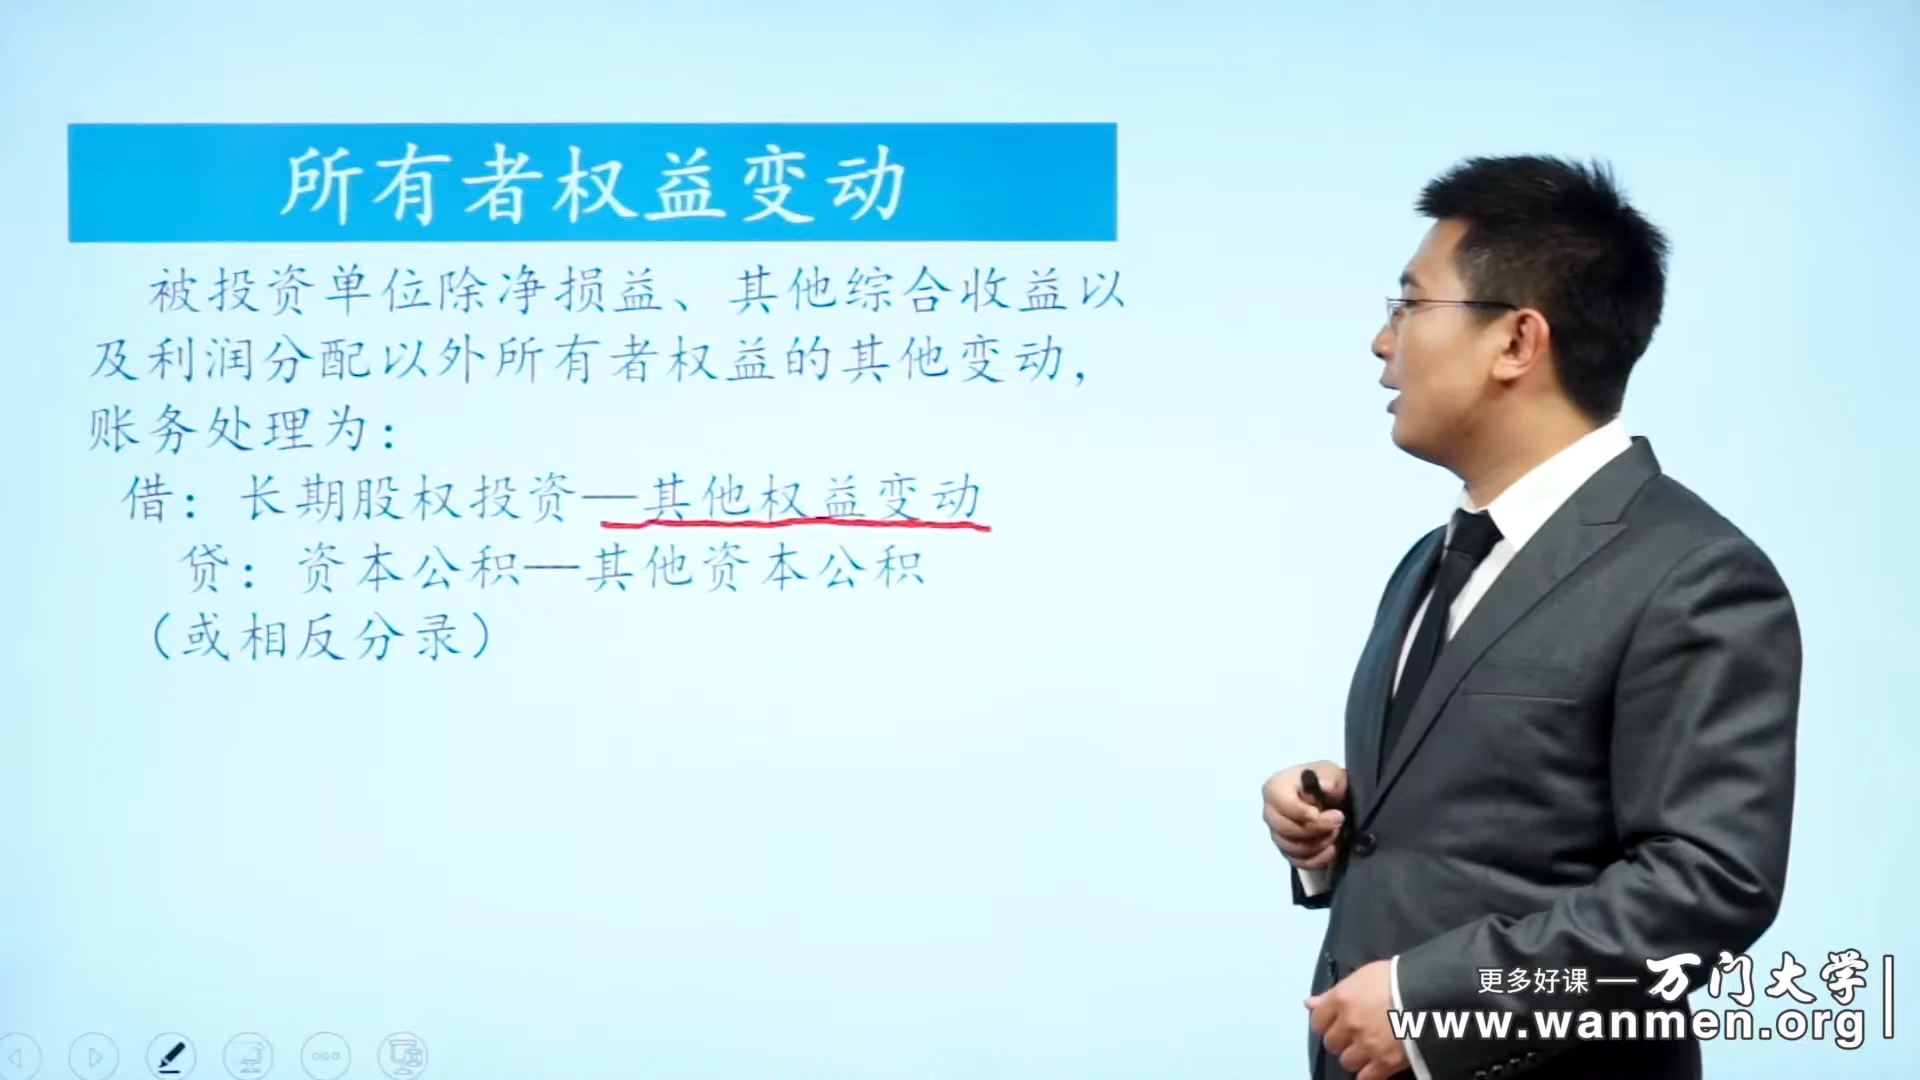 所有者权益变动
被投资单位除净损益、其他综合收益以
及利润分配以外所有者权益的其他变动，
账务处理为：
借：长期股权投资—其他权益变动
贷：资本公积—其他资本公积
（或相反分录）
更多好课—万门大学
www.wanmen.org